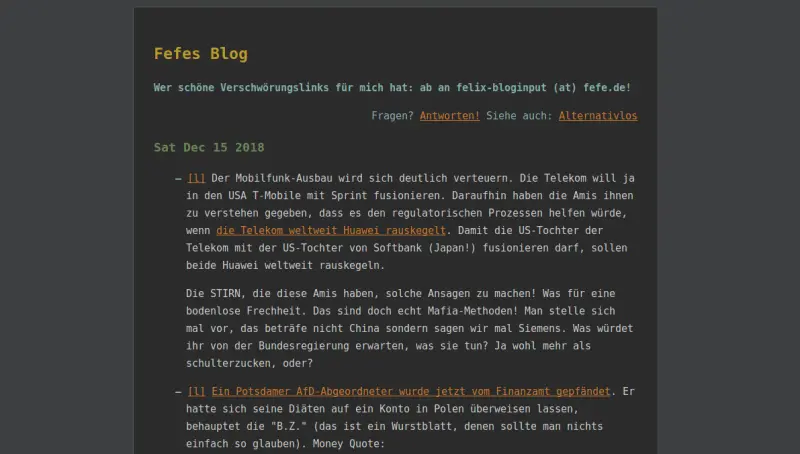 Fefes Blog
Wer schöne Verschwörungslinks für mich hat: ab an felix-bloginput (at) fefe.de!
Fragen? Antworten! Siehe auch: Alternativlos
Sat Dec 15 2018
– [l] Der Mobilfunk-Ausbau wird sich deutlich verteuern. Die Telekom will ja
in den USA T-Mobile mit Sprint fusionieren. Daraufhin haben die Amis ihnen
zu verstehen gegeben, dass es den regulatorischen Prozessen helfen würde,
wenn die Telekom weltweit Huawei rauskegelt. Damit die US-Tochter der
Telekom mit der US-Tochter von Softbank (Japan!) fusionieren darf, sollen
beide Huawei weltweit rauskegeln.
Die STIRN, die diese Amis haben, solche Ansagen zu machen! Was für eine
bodenlose Frechheit. Das sind doch echt Mafia-Methoden! Man stelle sich
mal vor, das beträfe nicht China sondern sagen wir mal Siemens. Was würdet
ihr von der Bundesregierung erwarten, was sie tun? Ja wohl mehr als
schulterzucken, oder?
– [l] Ein Potsdamer AfD-Abgeordneter wurde jetzt vom Finanzamt gepfändet. Er
hatte sich seine Diäten auf ein Konto in Polen überweisen lassen,
behauptet die "B.Z." (das ist ein Wurstblatt, denen sollte man nichts
einfach so glauben). Money Quote: